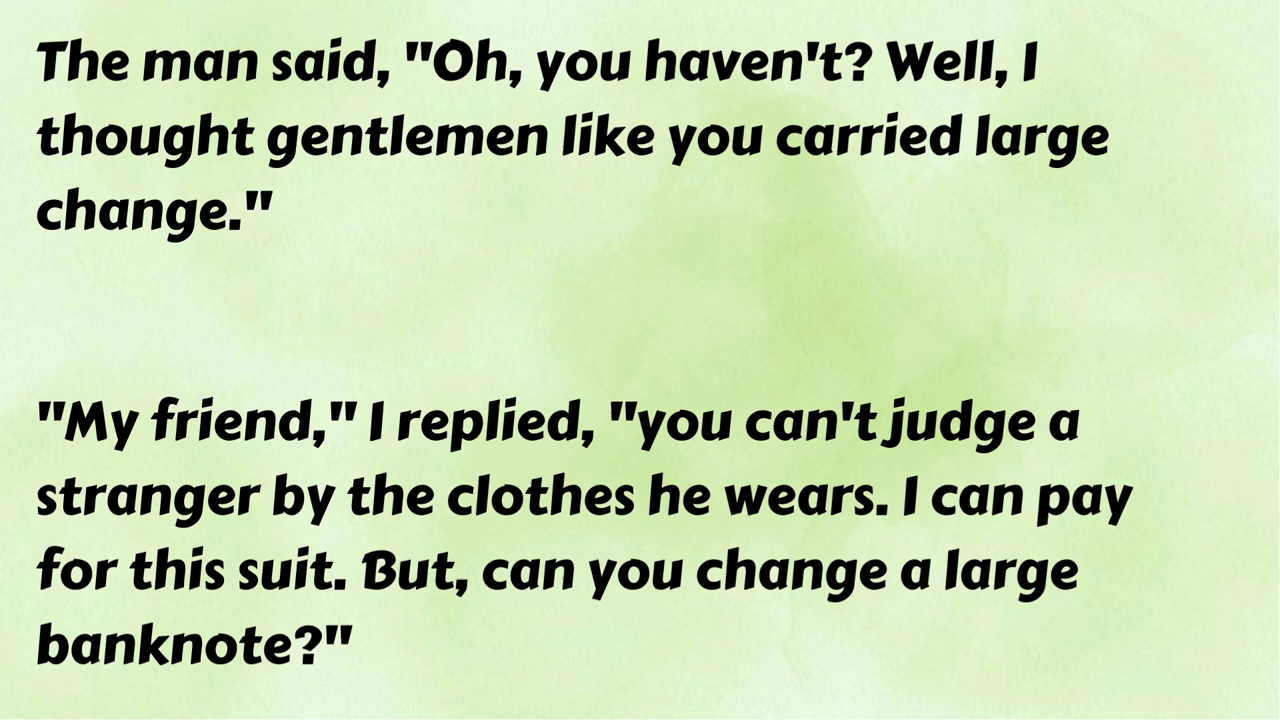 The man said, "Oh, you haven't? Well, I
thought gentlemen like you carried large
change."
"My friend," I replied, "you can't judge a
stranger by the clothes he wears. I can pay
for this suit. But, can you change a large
banknote?"